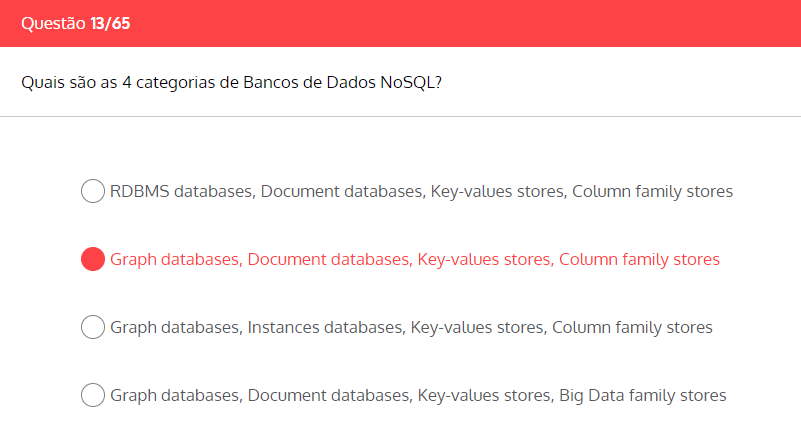 Questão 13/65
Quais são as 4 categorias de Bancos de Dados NoSQL?
RDBMS databases, Document databases, Key-values stores, Column family stores
Graph databases, Document databases, Key-values stores, Column family stores
Graph databases, Instances databases, Key-values stores, Column family stores
Graph databases, Document databases, Key-values stores, Big Data family stores